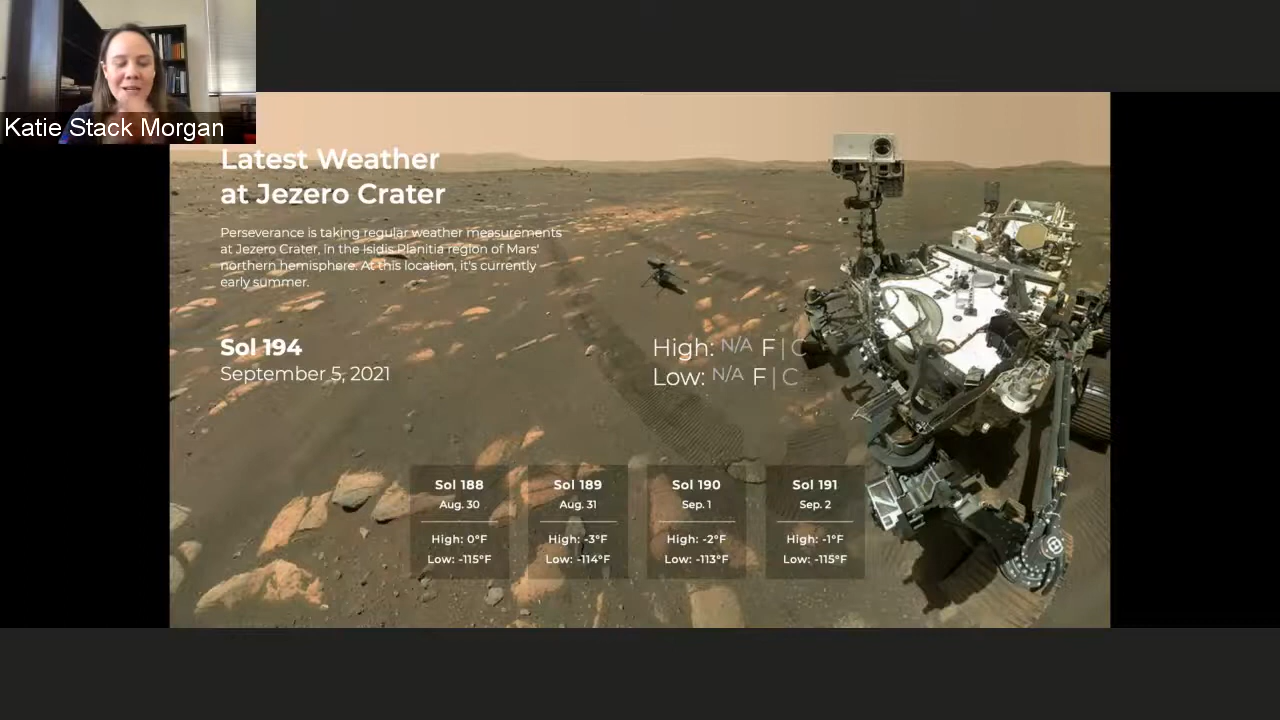 Katie Stack Morgan
Latest Weather
at Jezero Crater
Perseverance is taking regular weather measurements
at Jezero Crater, in the Isidis Planitia region of Mars'
northern hemisphere. At this location, it's currently
early summer.
Sol 194
September 5, 2021
High: N/A F | C
Low: N/A F | C
Sol 188
Aug. 30
High: 0°F
Low: -115°F
Sol 189
Aug. 31
High: -3°F
Low: -114°F
Sol 190
Sep. 1
High: -2°F
Low: -113°F
Sol 191
Sep. 2
High: -1°F
Low: -115°F